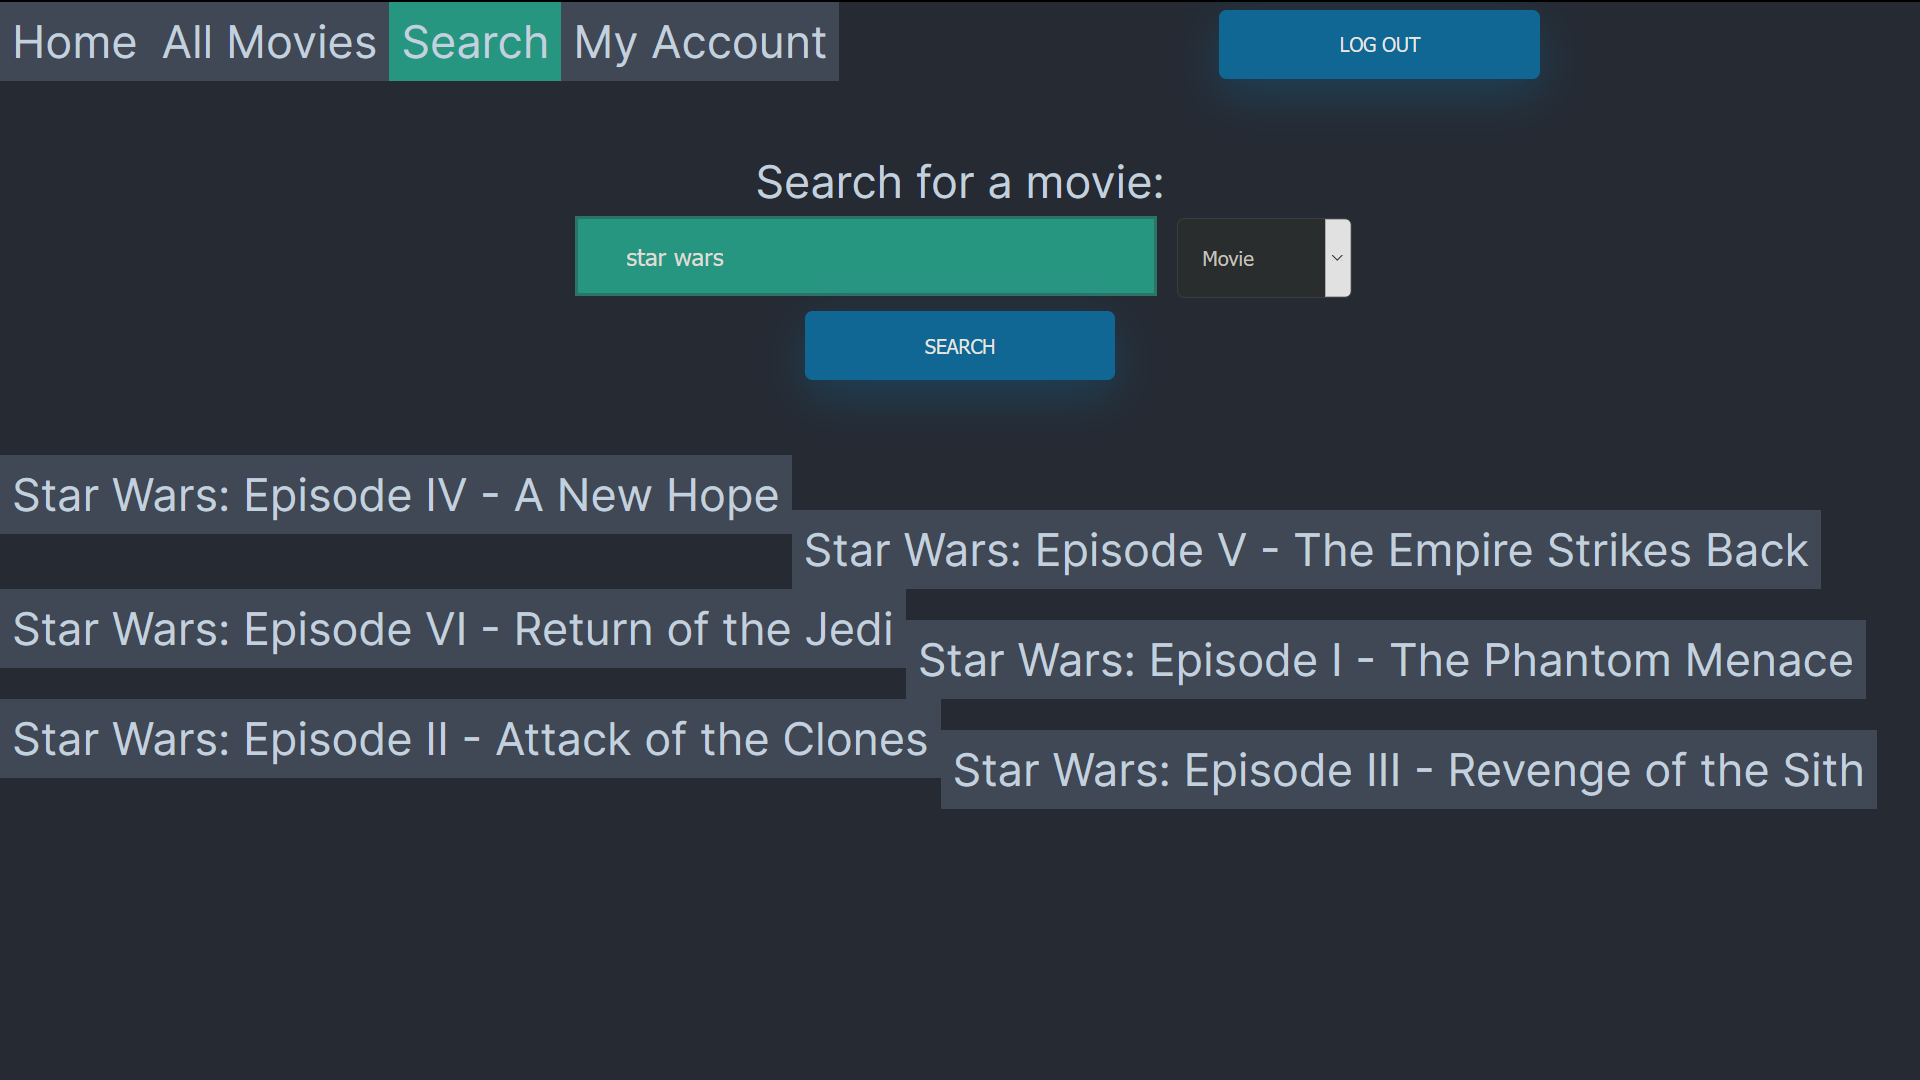 Home All Movies Search My Account LOG OUT
Search for a movie:
star wars Movie
SEARCH
Star Wars: Episode IV - A New Hope
Star Wars: Episode V - The Empire Strikes Back
Star Wars: Episode VI - Return of the Jedi
Star Wars: Episode I - The Phantom Menace
Star Wars: Episode II - Attack of the Clones
Star Wars: Episode III - Revenge of the Sith